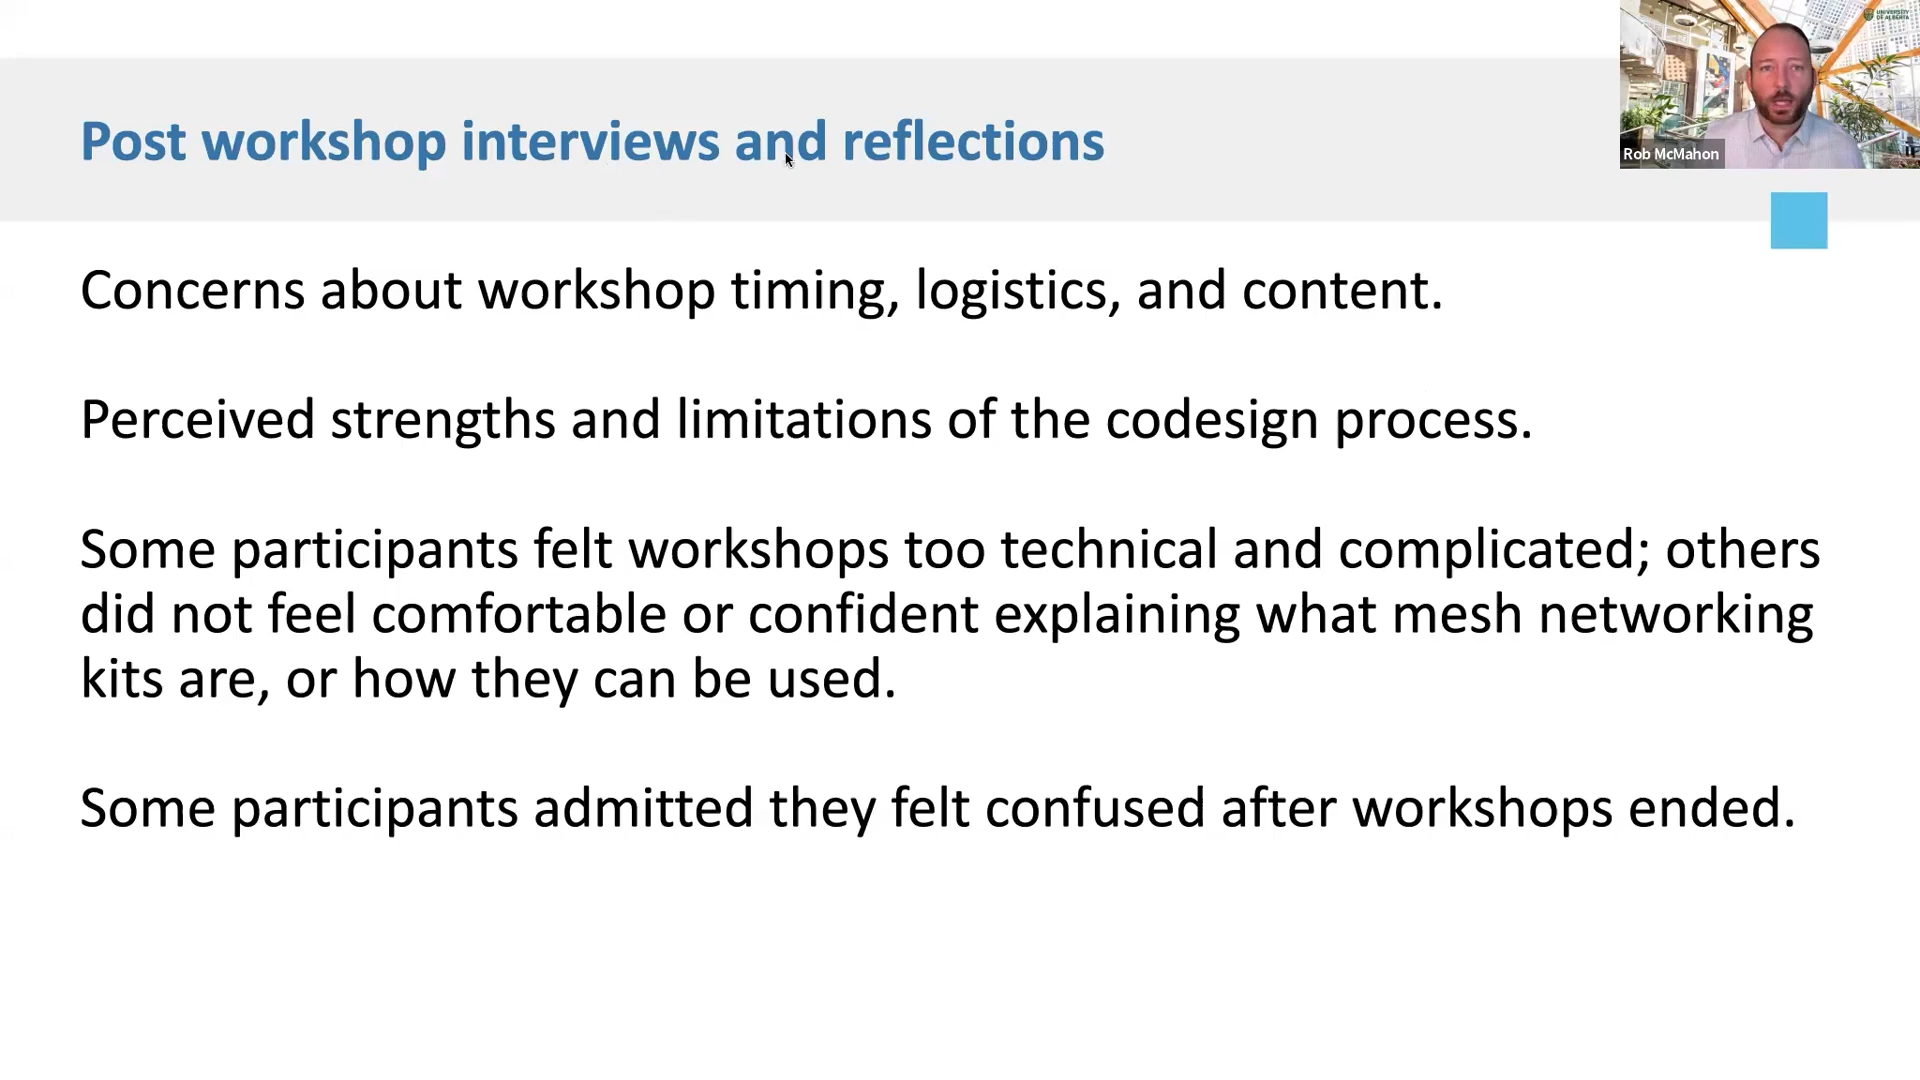 UNIVERSITY
OF ALBERTA
Rob McMahon
Post workshop interviews and reflections
Concerns about workshop timing, logistics, and content.
Perceived strengths and limitations of the codesign process.
Some participants felt workshops too technical and complicated; others
did not feel comfortable or confident explaining what mesh networking
kits are, or how they can be used.
Some participants admitted they felt confused after workshops ended.